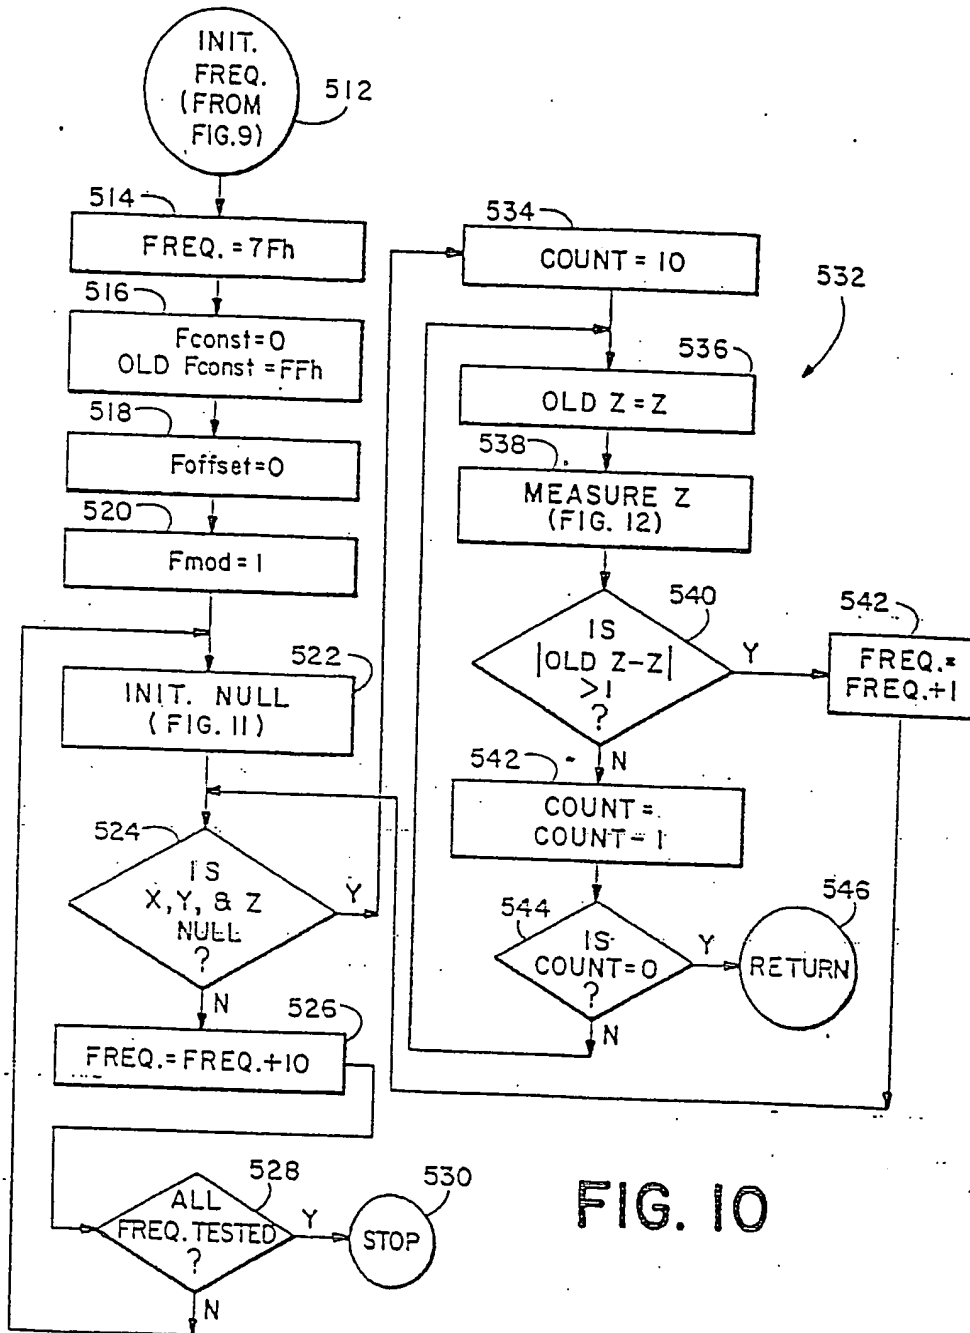 INIT.
FREQ.
(FROM
FIG.9)
512
514
FREQ. = 7Fh
516
Fconst=0
OLD Fconst=FFh
518
Foffset=0
520
Fmod=1
522
INIT. NULL
(FIG. 11)
524
IS
X,Y, & Z
NULL
?
Y
N
526
FREQ.=FREQ.+10
528
ALL
FREQ. TESTED
?
Y
N
530
STOP
532
534
COUNT = 10
536
OLD Z = Z
538
MEASURE Z
(FIG. 12)
540
IS
|OLD Z-Z|
>1
?
Y
N
542
FREQ.=
FREQ.+1
542
COUNT=
COUNT-1
544
IS
COUNT=0
?
Y
N
546
RETURN
FIG. 10